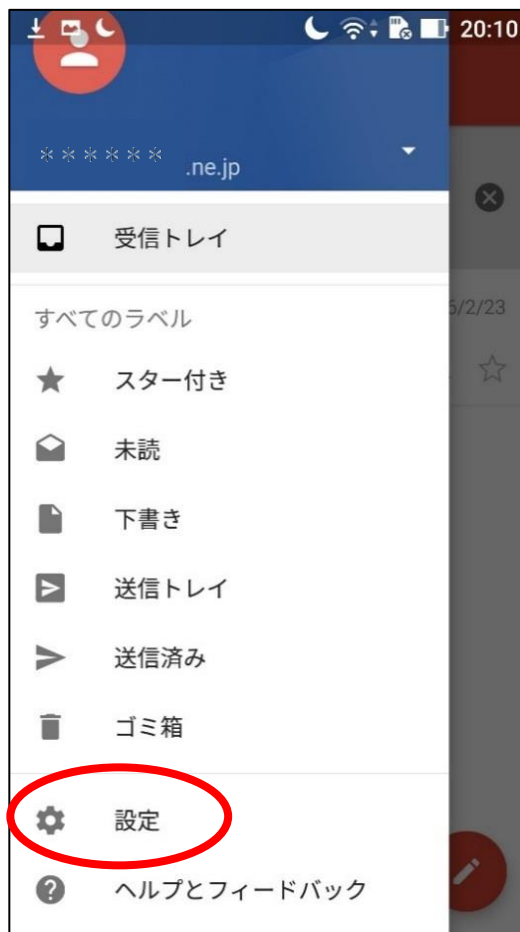 20:10
******
.ne.jp
受信トレイ
すべてのラベル
6/2/23
スター付き
未読
下書き
送信トレイ
送信済み
ゴミ箱
設定
ヘルプとフィードバック